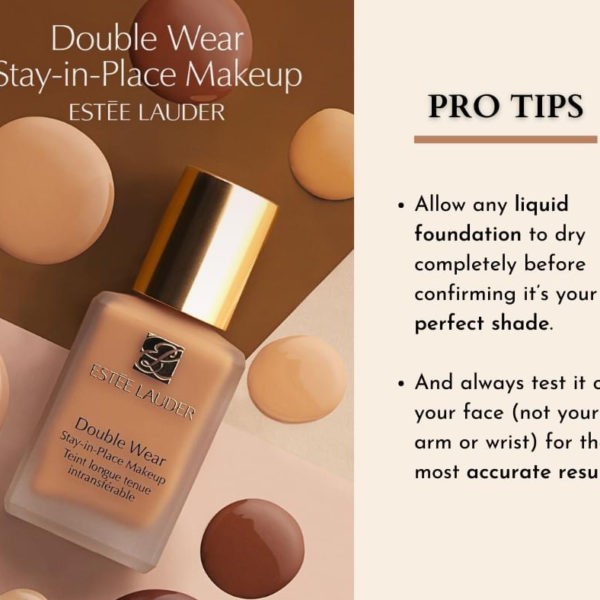 Double Wear
Stay-in-Place Makeup
ESTĒE LAUDER
ESTĒE LAUDER
Double Wear
Stay-in-Place Makeup
Teint longue tenue
intransférable
PRO TIPS
• Allow any liquid
foundation to dry
completely before
confirming it's your
perfect shade.
• And always test it o
your face (not your
arm or wrist) for th
most accurate resu